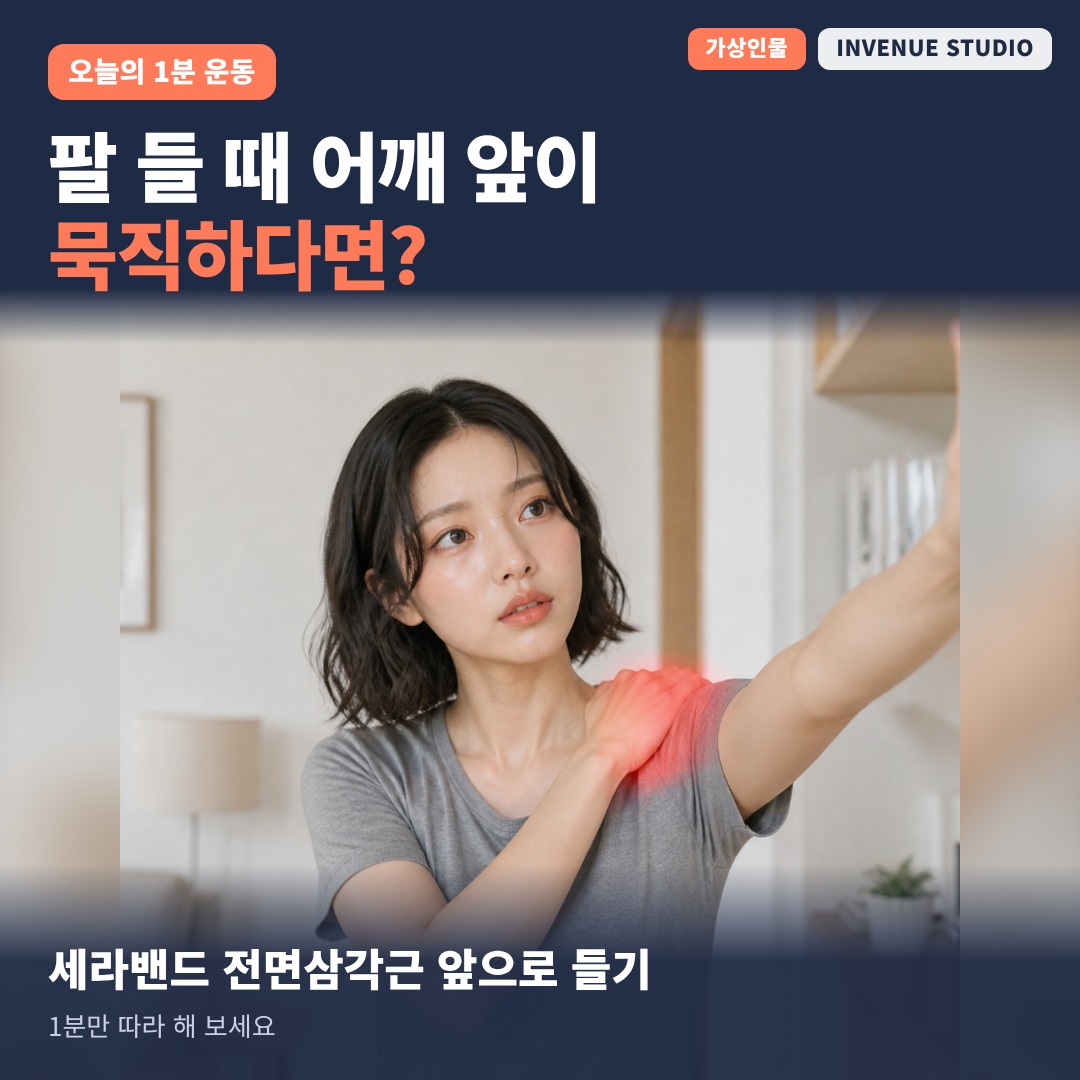 오늘의 1분 운동
가상인물
INVENUE STUDIO
팔 들 때 어깨 앞이
묵직하다면?
세라밴드 전면삼각근 앞으로 들기
1분만 따라 해 보세요